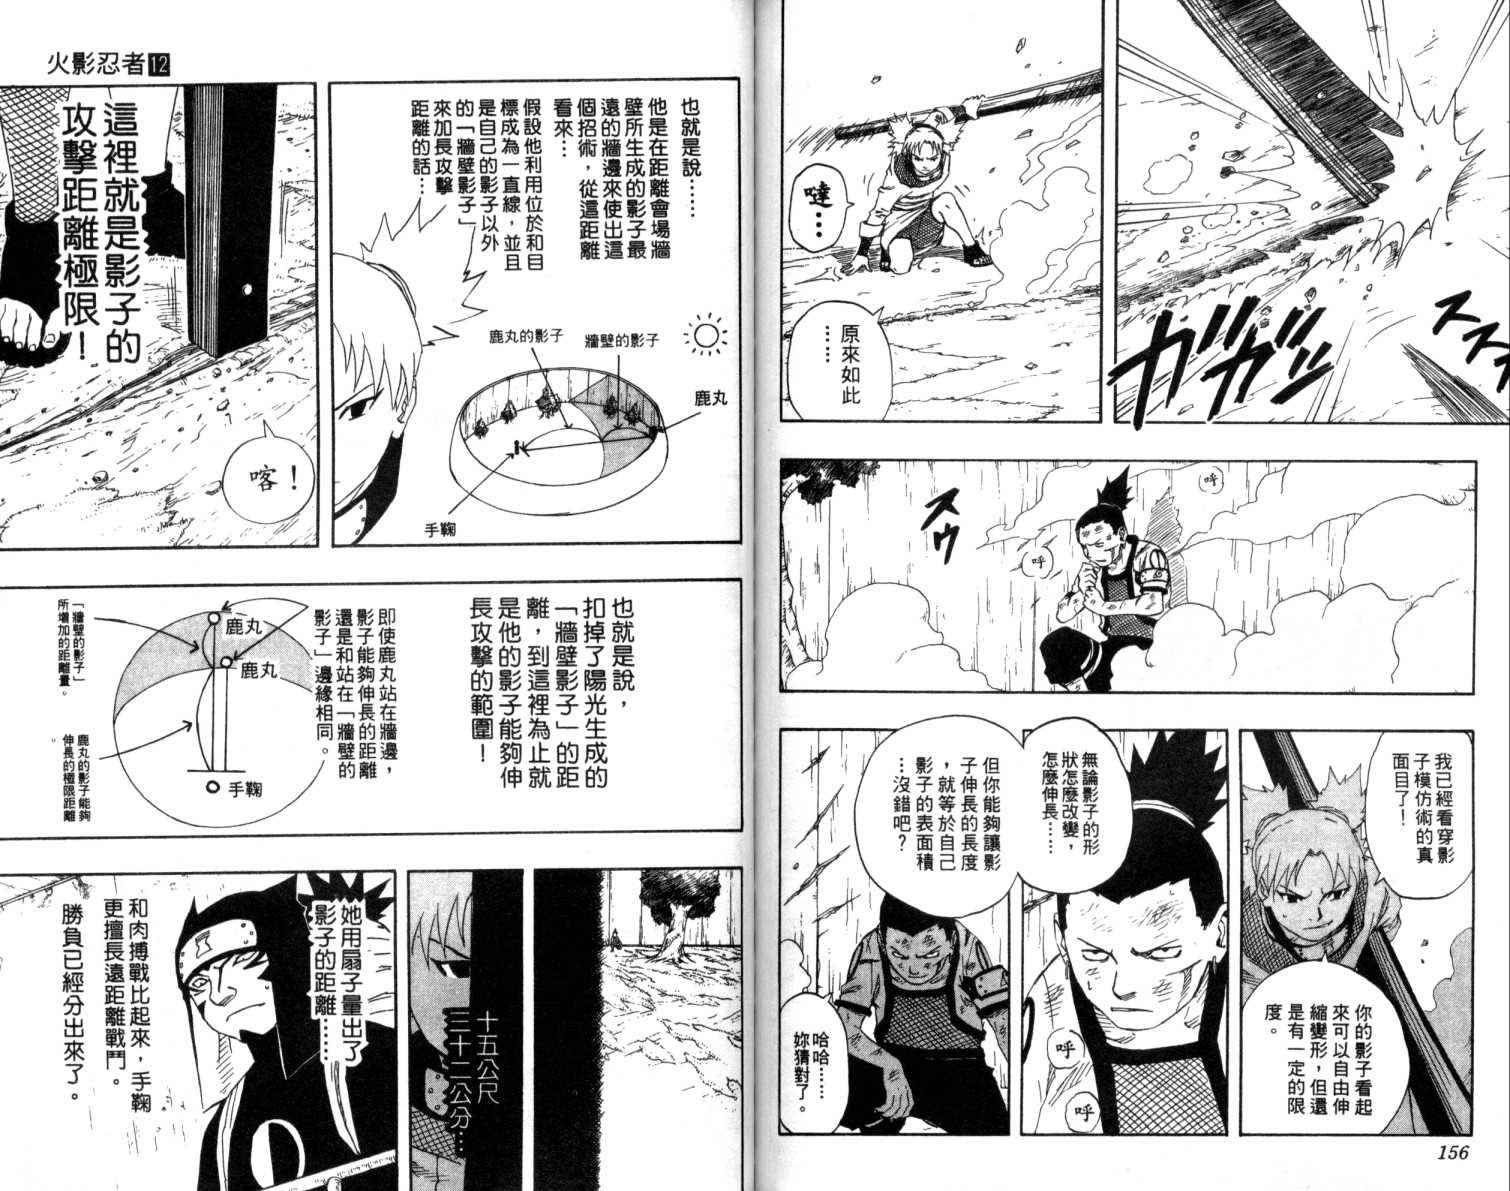 ガガッ
ススス
噠…
原來如此
……
スウ
呼
呼
我已經看穿影
子模仿術的真
面目了！
你的影子看起
來可以自由伸
縮變形，但還
是有一定的限
度。
無論影子的形
狀怎麼改變，
怎麼伸長……
呼
呼
但你能夠讓影
子伸長的長度
，就等於自己
影子的表面積
…沒錯吧？
哈哈……
妳猜對了。
156
火影忍者12
也就是說……
他是在距離會場牆
壁所生成的影子最
遠的牆邊來使出這
個招術，從這距離
看來…
假設他利用位於和目
標成為一直線，並且
是自己的影子以外
的「牆壁影子」
來加長攻擊
距離的話…
鹿丸的影子
牆壁的影子
鹿丸
手鞠
這裡就是影子的
攻擊距離極限！
喀！
也就是說，
扣掉了陽光生成的
「牆壁影子」的距
離，到這裡為止就
是他的影子能夠伸
長攻擊的範圍！
即使鹿丸站在牆邊，
影子能夠伸長的距離
還是和站在「牆壁的
影子」邊緣相同。
鹿丸
鹿丸
手鞠
「牆壁的影子」
所增加的距離量。
鹿丸的影子能夠
伸長的極限距離
。
十五公尺
三十二公分…
她用扇子量出了
影子的距離……
和肉搏戰比起來，手鞠
更擅長遠距離戰鬥。
勝負已經分出來了。